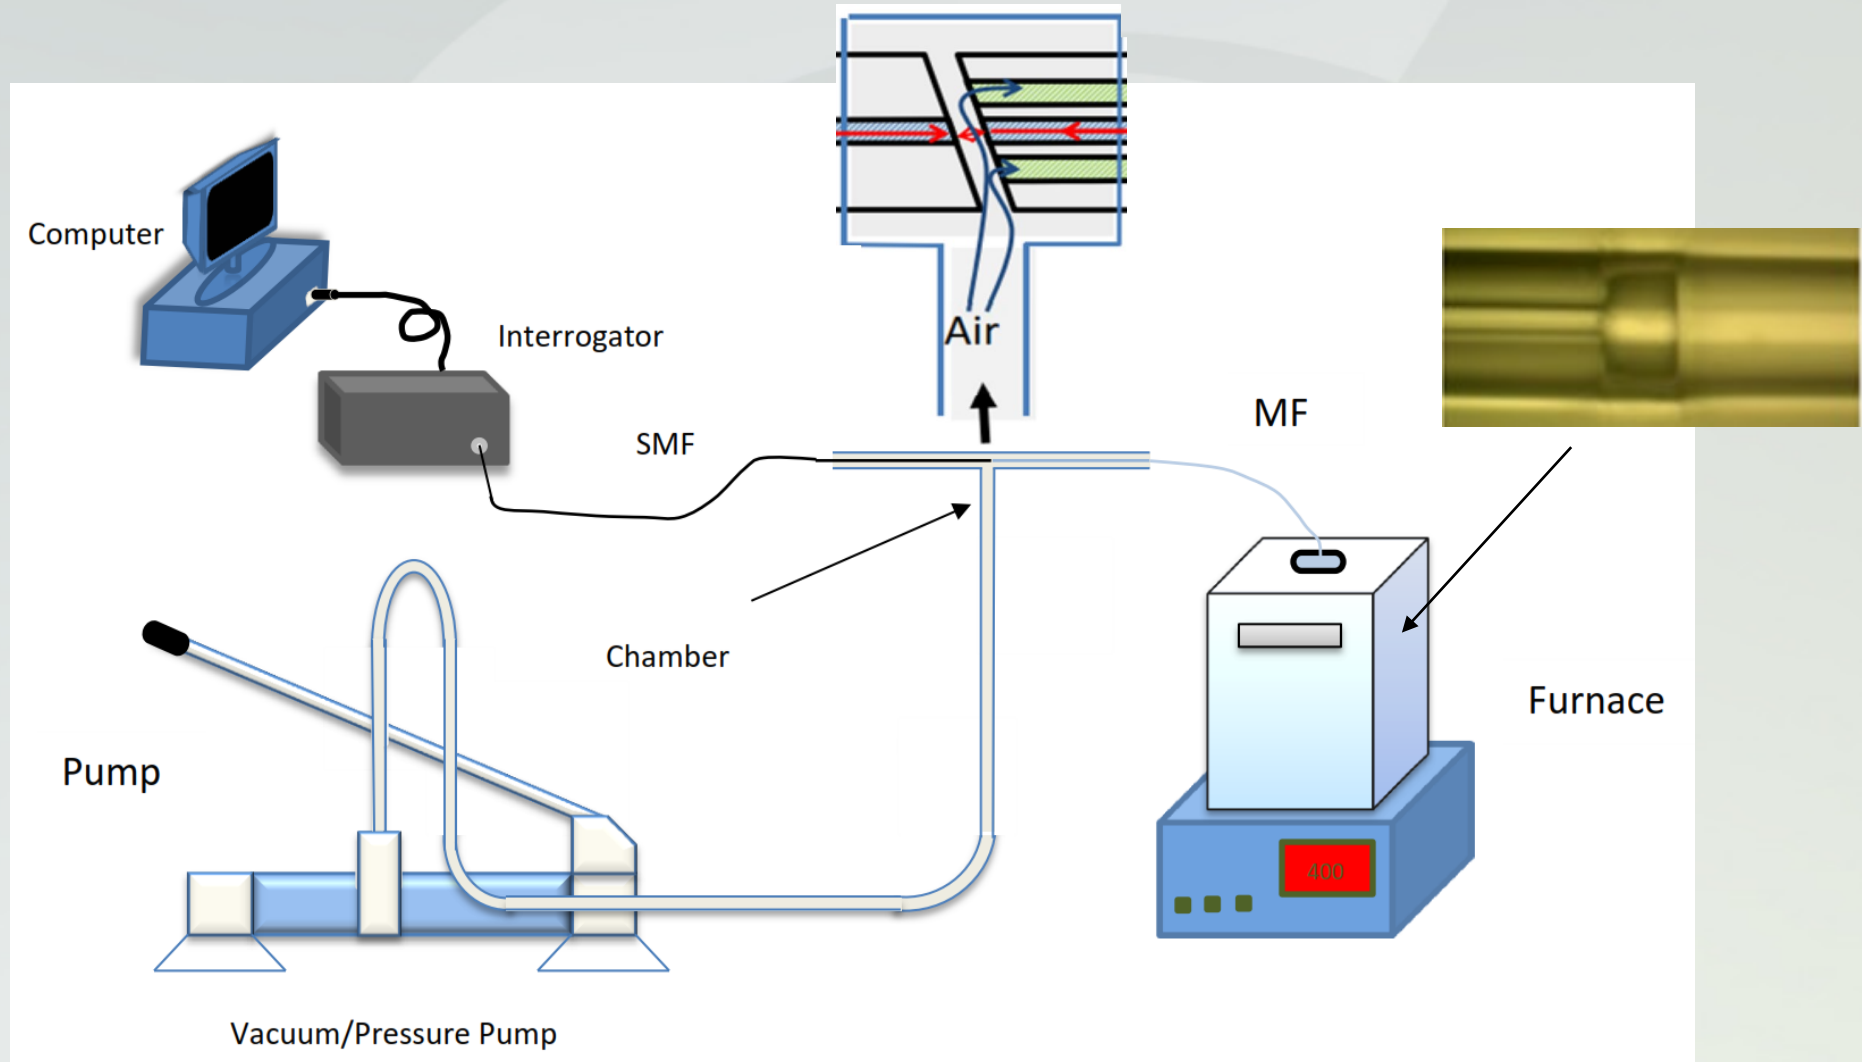 Computer
Interrogator
Air
SMF
MF
Chamber
Furnace
Pump
400
Vacuum/Pressure Pump